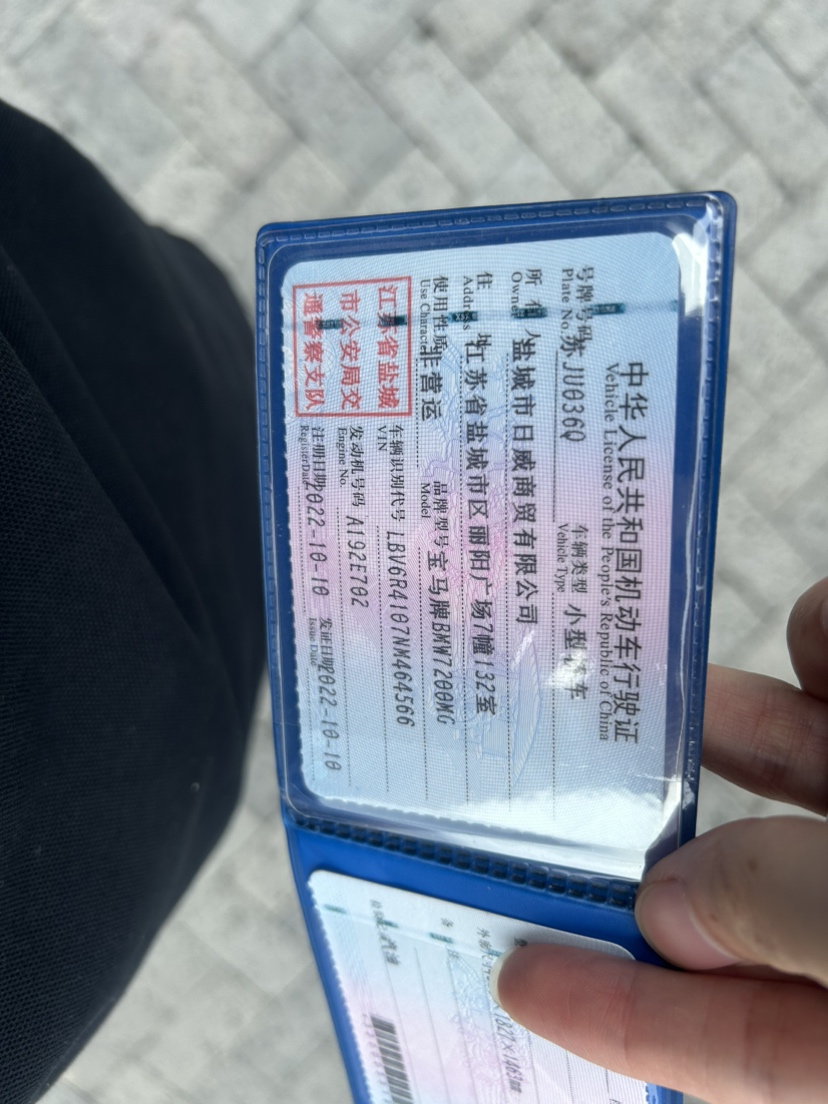 中华人民共和国机动车行驶证
Vehicle License of the People's Republic of China
号牌号码 苏JU036Q 车辆类型 小型轿车
Plate No. Vehicle Type
所有人 盐城市日威商贸有限公司
Owner
住址 江苏省盐城市区丽阳广场7幢132室
Address
使用性质 非营运 品牌型号 宝马牌BMW7200MG
Use Character Model
江苏省盐城
市公安局交
通警察支队
车辆识别代号 LBV6R4107NM464566
VIN
发动机号码 A192E702
Engine No.
注册日期 2022-10-10 发证日期 2022-10-10
Register Date Issue Date
外廓尺寸
1827×1463